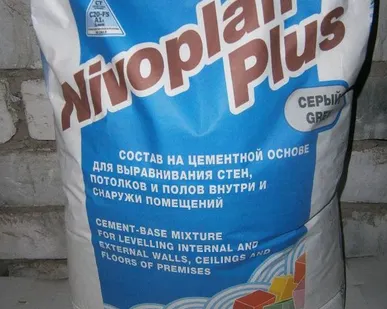 Nivoplan
Plus
СЕРЫЙ
GREY
СОСТАВ НА ЦЕМЕНТНОЙ ОСНОВЕ
ДЛЯ ВЫРАВНИВАНИЯ СТЕН,
ПОТОЛКОВ И ПОЛОВ ВНУТРИ И
СНАРУЖИ ПОМЕЩЕНИЙ
CEMENT-BASE MIXTURE
FOR LEVELLING INTERNAL AND
EXTERNAL WALLS, CEILINGS AND
FLOORS OF PREMISES